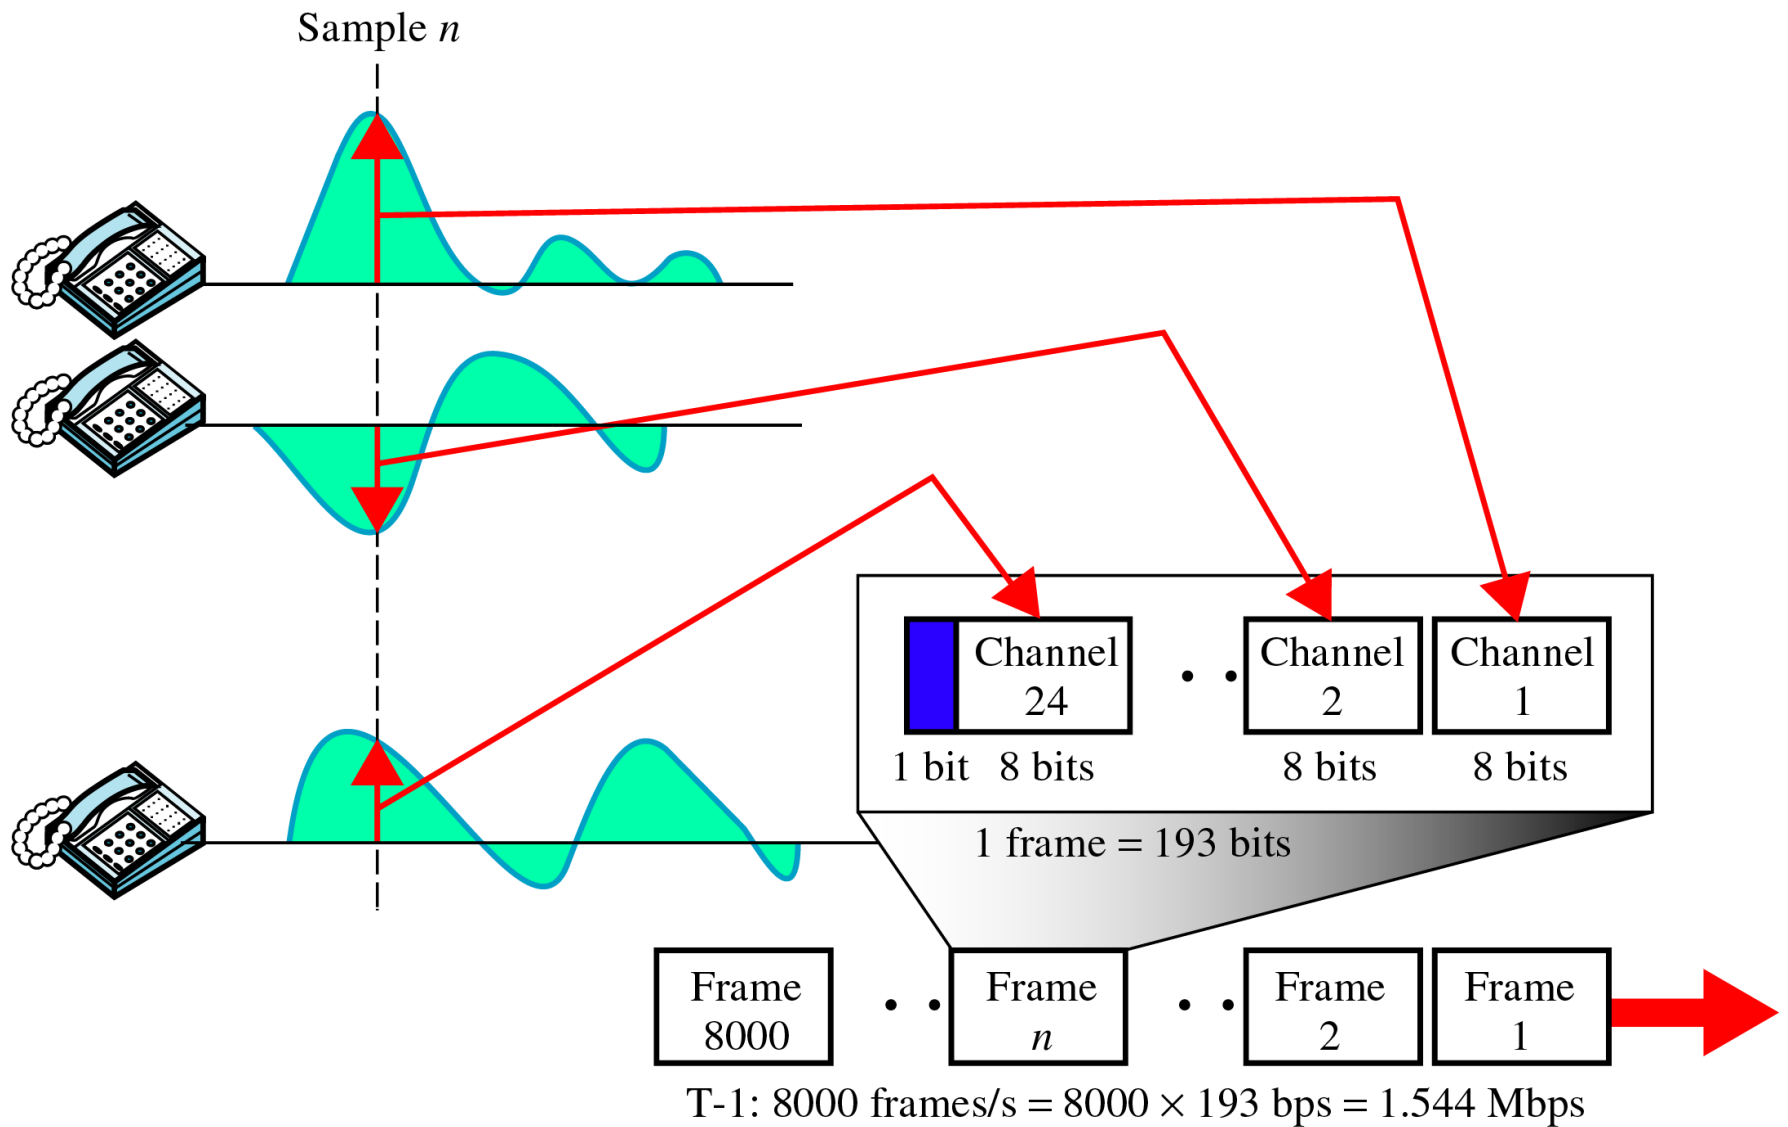 Sample n
Channel
24
. .
Channel
2
Channel
1
1 bit
8 bits
8 bits
8 bits
1 frame = 193 bits
Frame
8000
. .
Frame
n
. .
Frame
2
Frame
1
T-1: 8000 frames/s = 8000 × 193 bps = 1.544 Mbps